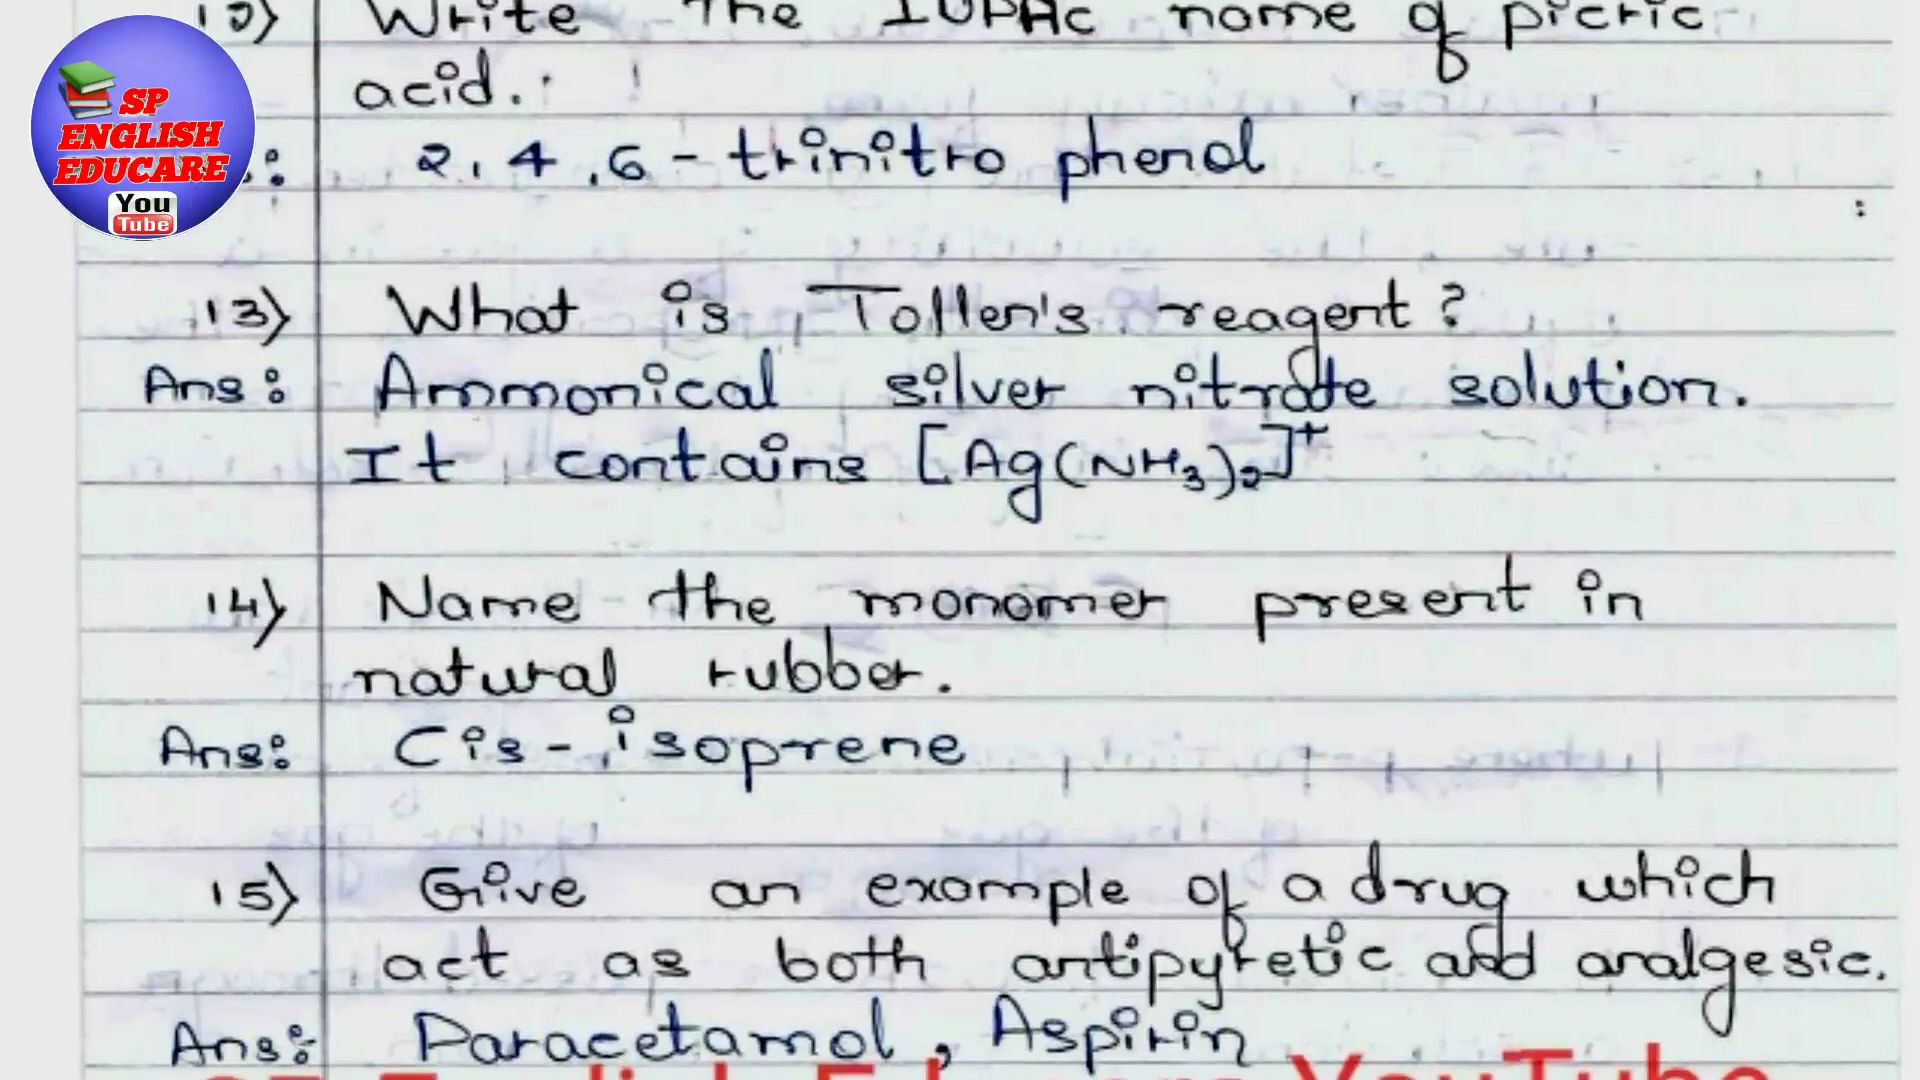 Write the IUPAC name of picric
acid.
2,4,6-trinitro phenol
13) What is Tollen's reagent?
Ans: Ammonical silver nitrate solution.
It contains [Ag(NH₃)₂]⁺
14) Name the monomer present in
natural rubber.
Ans: Cis-isoprene
15) Give an example of a drug which
act as both antipyretic and analgesic.
Ans: Paracetamol, Aspirin
SP
ENGLISH
EDUCARE
You
Tube